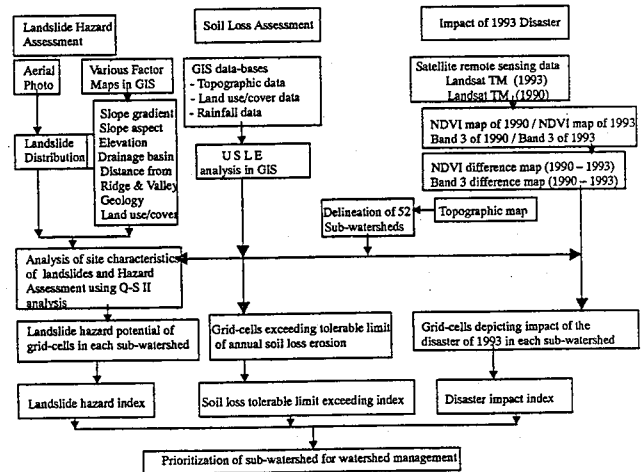 Landslide Hazard
Assessment
Soil Loss Assessment
Impact of 1993 Disaster
Aerial
Photo
Various Factor
Maps in GIS
GIS data-bases
- Topographic data
- Land use/cover data
- Rainfall data
Satellite remote sensing data
Landsat TM (1993)
Landsat TM (1990)
Landslide
Distribution
Slope gradient
Slope aspect
Elevation
Drainage basin
Distance from
Ridge & Valley
Geology
Land use/cover
U S L E
analysis in GIS
NDVI map of 1990 / NDVI map of 1993
Band 3 of 1990 / Band 3 of 1993
NDVI difference map (1990 – 1993)
Band 3 difference map (1990 – 1993)
Delineation of 52
Sub-watersheds
Topographic map
Analysis of site characteristics
of landslides and Hazard
Assessment using Q-S II
analysis
Landslide hazard potential of
grid-cells in each sub-watershed
Grid-cells exceeding tolerable limit
of annual soil loss erosion
Grid-cells depicting impact of the
disaster of 1993 in each sub-watershed
Landslide hazard index
Soil loss tolerable limit exceeding index
Disaster impact index
Prioritization of sub-watershed for watershed management